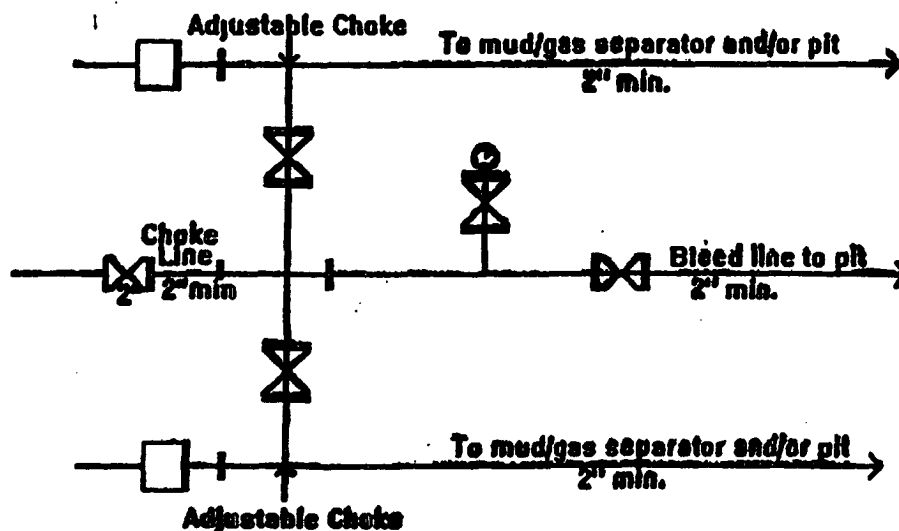 Adjustable Choke
To mud/gas separator and/or pit
2" min.
Choke
Line
2" min
2"
Bleed line to pit
2" min.
To mud/gas separator and/or pit
2" min.
Adjustable Choke